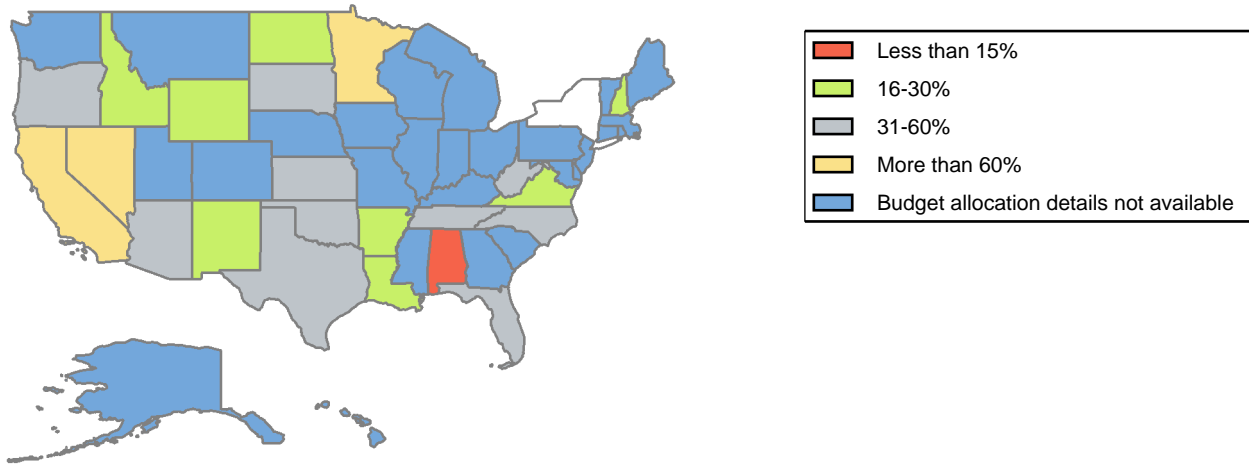 Less than 15%
16-30%
31-60%
More than 60%
Budget allocation details not available